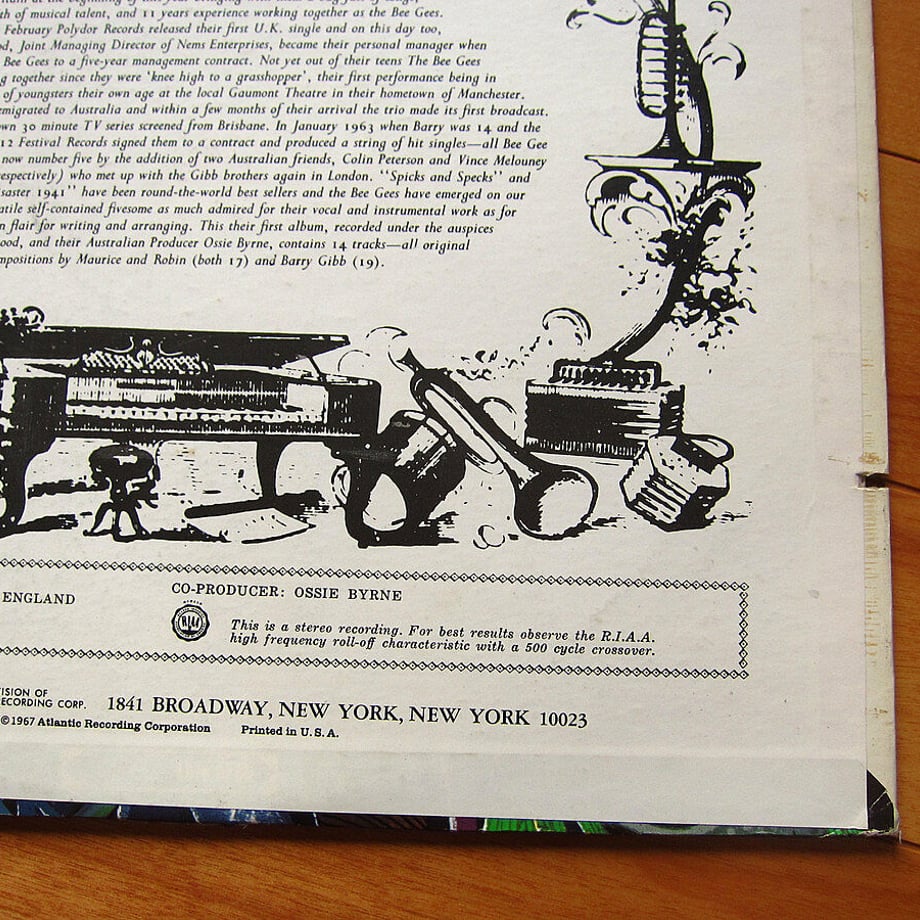 th of musical talent, and 11 years experience working together as the Bee Gees.
February Polydor Records released their first U.K. single and on this day too,
d, Joint Managing Director of Nems Enterprises, became their personal manager when
Bee Gees to a five-year management contract. Not yet out of their teens The Bee Gees
g together since they were 'knee high to a grasshopper', their first performance being in
of youngsters their own age at the local Gaumont Theatre in their hometown of Manchester.
emigrated to Australia and within a few months of their arrival the trio made its first broadcast.
wn 30 minute TV series screened from Brisbane. In January 1963 when Barry was 14 and the
12 Festival Records signed them to a contract and produced a string of hit singles—all Bee Gee
now number five by the addition of two Australian friends, Colin Peterson and Vince Melouney
espectively) who met up with the Gibb brothers again in London. "Spicks and Specks" and
saster 1941" have been round-the-world best sellers and the Bee Gees have emerged on our
atile self-contained fivesome as much admired for their vocal and instrumental work as for
n flair for writing and arranging. This their first album, recorded under the auspices
ood, and their Australian Producer Ossie Byrne, contains 14 tracks—all original
mpositions by Maurice and Robin (both 17) and Barry Gibb (19).
ENGLAND
CO-PRODUCER: OSSIE BYRNE
RIAA
This is a stereo recording. For best results observe the R.I.A.A.
high frequency roll-off characteristic with a 500 cycle crossover.
VISION OF
ECORDING CORP.
1841 BROADWAY, NEW YORK, NEW YORK 10023
©1967 Atlantic Recording Corporation
Printed in U.S.A.